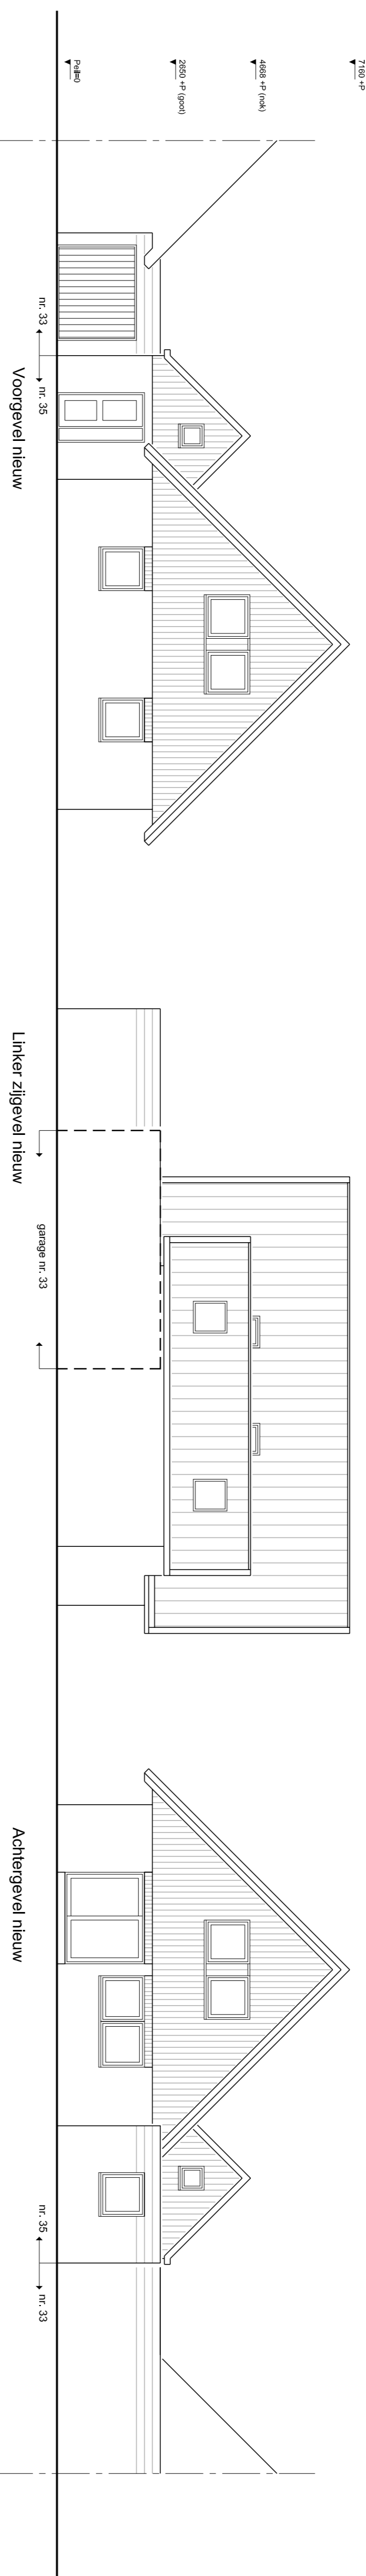 7160 +P
4668 +P (nok)
2650 +P (goot)
Peil=0
nr. 33
nr. 35
Voorgevel nieuw
garage nr. 33
Linker zijgevel nieuw
nr. 35
nr. 33
Achtergevel nieuw